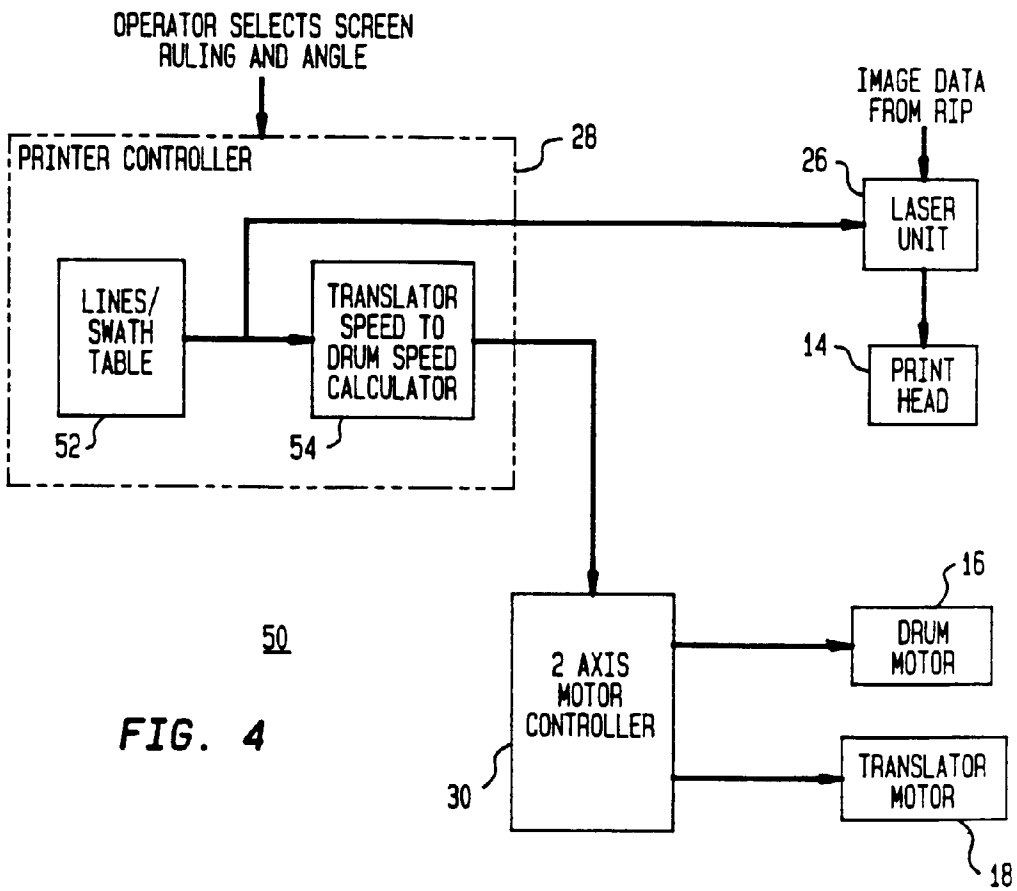 OPERATOR SELECTS SCREEN
RULING AND ANGLE
IMAGE DATA
FROM RIP
PRINTER CONTROLLER
28
26
LASER
UNIT
LINES/
SWATH
TABLE
TRANSLATOR
SPEED TO
DRUM SPEED
CALCULATOR
14
PRINT
HEAD
52
54
16
50
2 AXIS
MOTOR
CONTROLLER
DRUM
MOTOR
FIG. 4
TRANSLATOR
MOTOR
30
18